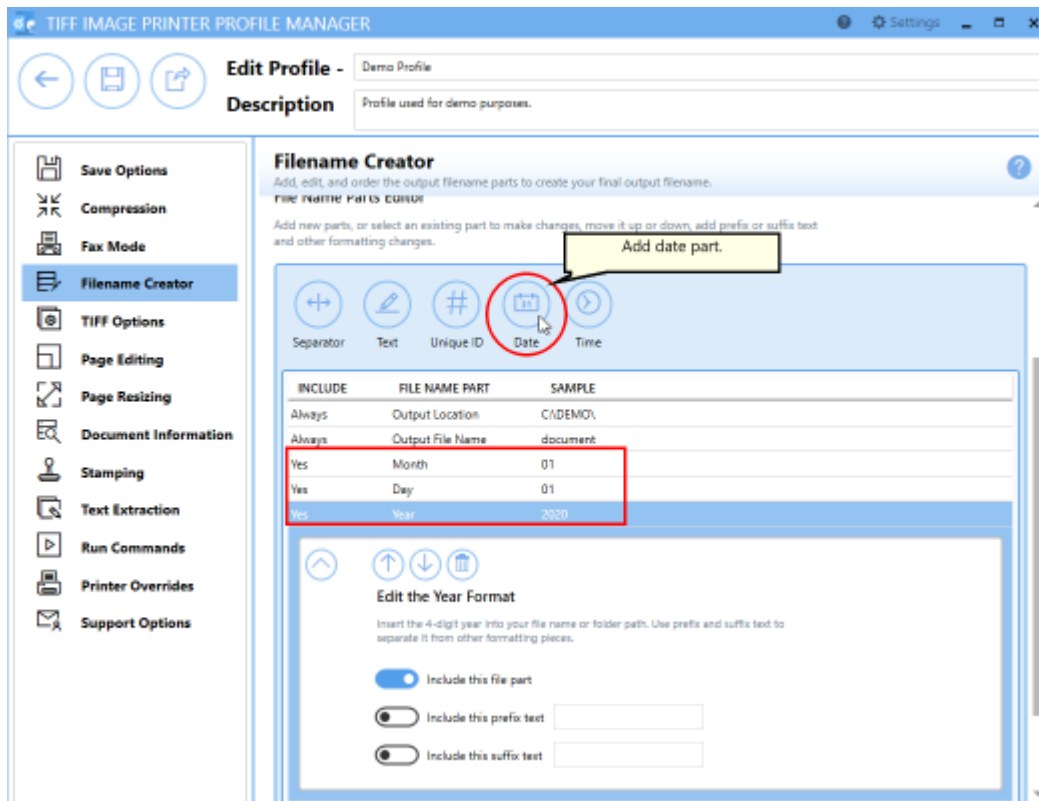 TIFF IMAGE PRINTER PROFILE MANAGER
Settings
Edit Profile - Demo Profile
Description Profile used for demo purposes.
Save Options
Compression
Fax Mode
Filename Creator
TIFF Options
Page Editing
Page Resizing
Document Information
Stamping
Text Extraction
Run Commands
Printer Overrides
Support Options
Filename Creator
Add, edit, and order the output filename parts to create your final output filename.
File Name Parts Editor
Add new parts, or select an existing part to make changes, move it up or down, add prefix or suffix text
and other formatting changes.
Add date part.
Separator Text Unique ID Date Time
INCLUDE FILE NAME PART SAMPLE
Always Output Location C:\DEMO\
Always Output File Name document
Yes Month 01
Yes Day 01
Yes Year 2020
Edit the Year Format
Insert the 4-digit year into your file name or folder path. Use prefix and suffix text to
separate it from other formatting pieces.
Include this file part
Include this prefix text
Include this suffix text